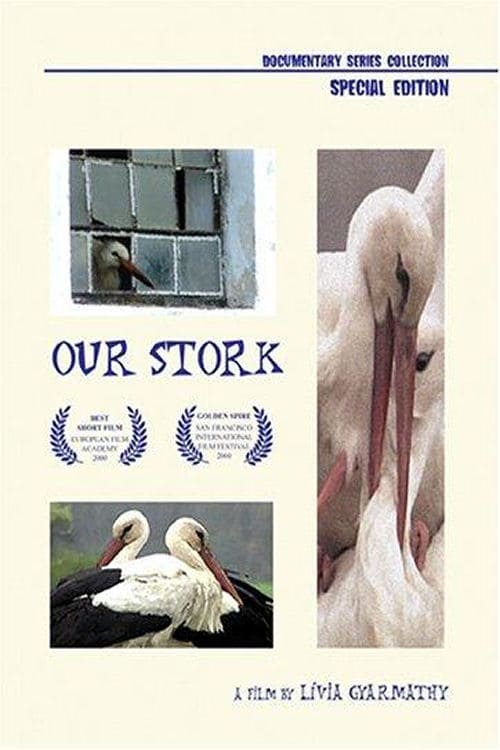 DOCUMENTARY SERIES COLLECTION
SPECIAL EDITION
OUR STORK
BEST
SHORT FILM
EUROPEAN FILM
ACADEMY
2000
GOLDEN SPIRE
SAN FRANCISCO
INTERNATIONAL
FILM FESTIVAL
2000
A FILM BY LÍVIA GYARMATHY